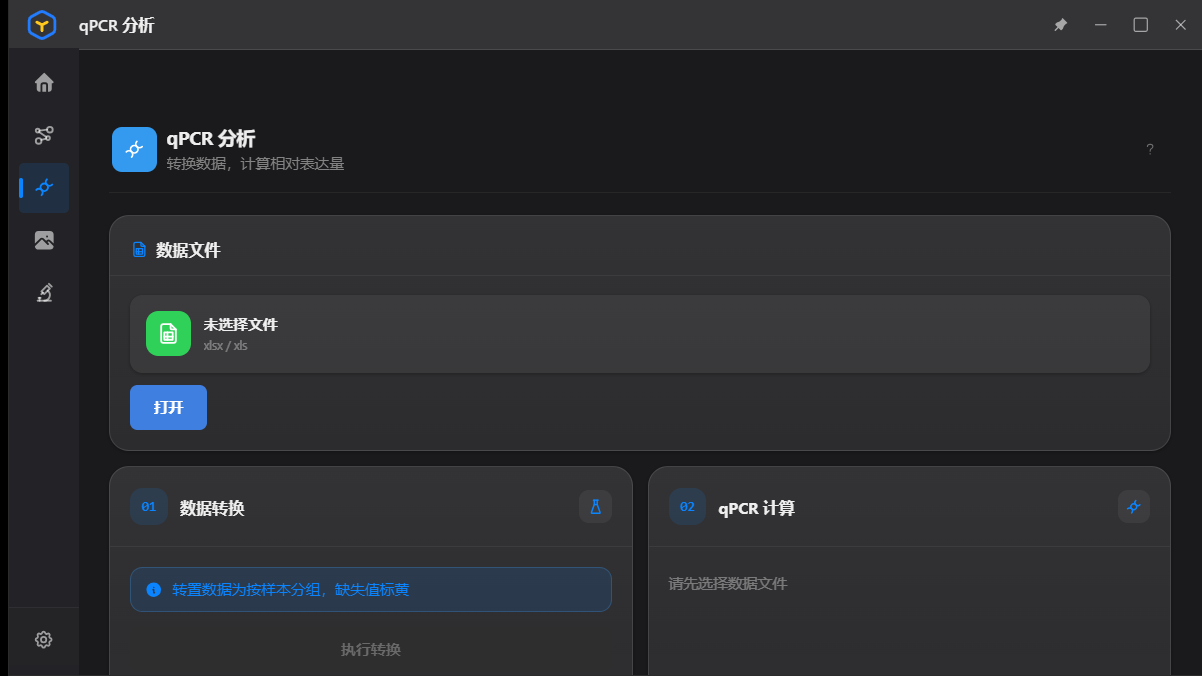 qPCR 分析
qPCR 分析
转换数据，计算相对表达量
?
数据文件
未选择文件
xlsx / xls
打开
01 数据转换
转置数据为按样本分组，缺失值标黄
执行转换
02 qPCR 计算
请先选择数据文件